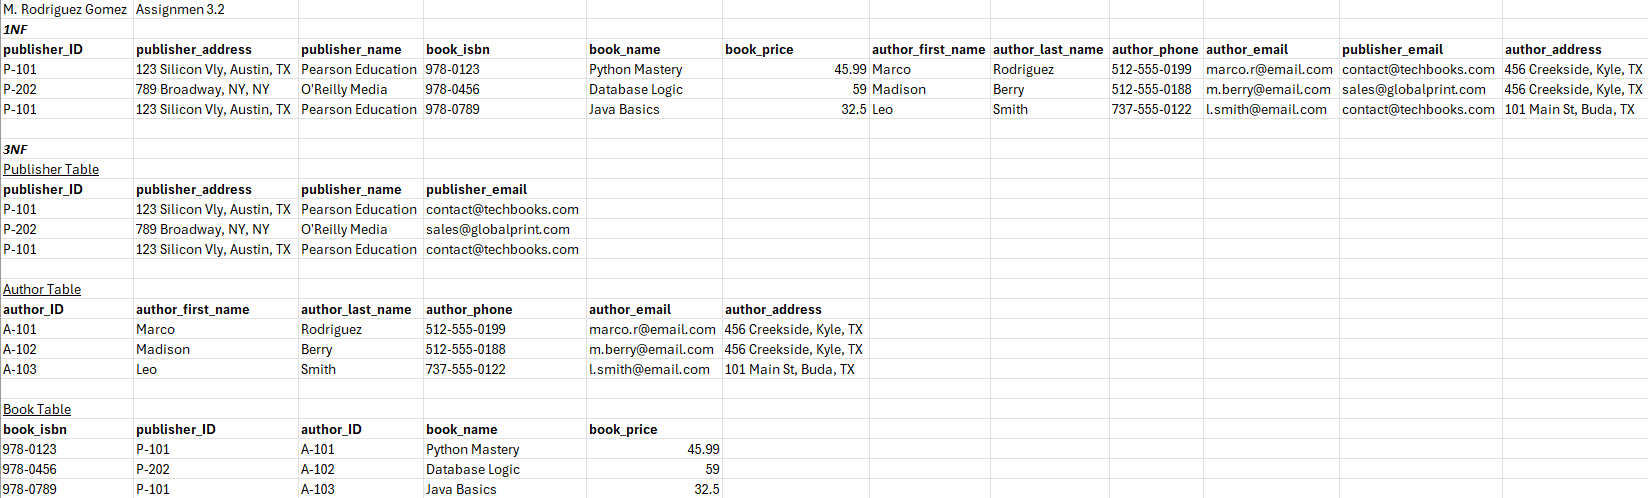 M. Rodriguez Gomez Assignmen 3.2
1NF
publisher_ID publisher_address publisher_name book_isbn book_name book_price author_first_name author_last_name author_phone author_email publisher_email author_address
P-101 123 Silicon Vly, Austin, TX Pearson Education 978-0123 Python Mastery 45.99 Marco Rodriguez 512-555-0199 marco.r@email.com contact@techbooks.com 456 Creekside, Kyle, TX
P-202 789 Broadway, NY, NY O'Reilly Media 978-0456 Database Logic 59 Madison Berry 512-555-0188 m.berry@email.com sales@globalprint.com 456 Creekside, Kyle, TX
P-101 123 Silicon Vly, Austin, TX Pearson Education 978-0789 Java Basics 32.5 Leo Smith 737-555-0122 l.smith@email.com contact@techbooks.com 101 Main St, Buda, TX
3NF
Publisher Table
publisher_ID publisher_address publisher_name publisher_email
P-101 123 Silicon Vly, Austin, TX Pearson Education contact@techbooks.com
P-202 789 Broadway, NY, NY O'Reilly Media sales@globalprint.com
P-101 123 Silicon Vly, Austin, TX Pearson Education contact@techbooks.com
Author Table
author_ID author_first_name author_last_name author_phone author_email author_address
A-101 Marco Rodriguez 512-555-0199 marco.r@email.com 456 Creekside, Kyle, TX
A-102 Madison Berry 512-555-0188 m.berry@email.com 456 Creekside, Kyle, TX
A-103 Leo Smith 737-555-0122 l.smith@email.com 101 Main St, Buda, TX
Book Table
book_isbn publisher_ID author_ID book_name book_price
978-0123 P-101 A-101 Python Mastery 45.99
978-0456 P-202 A-102 Database Logic 59
978-0789 P-101 A-103 Java Basics 32.5